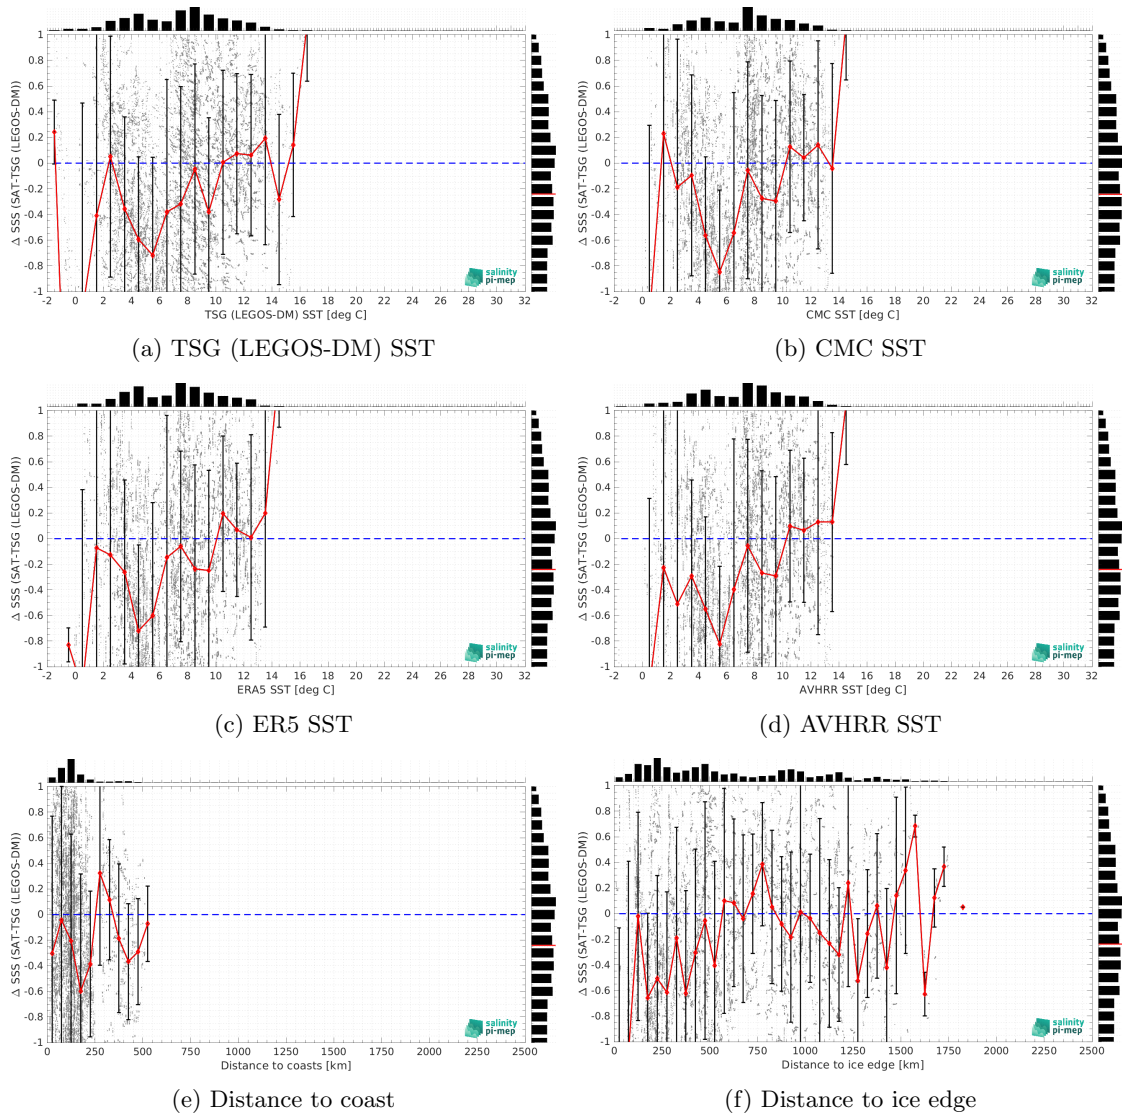 1
0.8
0.6
0.4
0.2
0
-0.2
-0.4
-0.6
-0.8
-1
Δ SSS (SAT-TSG (LEGOS-DM))
-2 0 2 4 6 8 10 12 14 16 18 20 22 24 26 28 30 32
TSG (LEGOS-DM) SST [deg C]
salinity
pi-mep
(a) TSG (LEGOS-DM) SST
1
0.8
0.6
0.4
0.2
0
-0.2
-0.4
-0.6
-0.8
-1
Δ SSS (SAT-TSG (LEGOS-DM))
-2 0 2 4 6 8 10 12 14 16 18 20 22 24 26 28 30 32
CMC SST [deg C]
salinity
pi-mep
(b) CMC SST
1
0.8
0.6
0.4
0.2
0
-0.2
-0.4
-0.6
-0.8
-1
Δ SSS (SAT-TSG (LEGOS-DM))
-2 0 2 4 6 8 10 12 14 16 18 20 22 24 26 28 30 32
ERA5 SST [deg C]
salinity
pi-mep
(c) ER5 SST
1
0.8
0.6
0.4
0.2
0
-0.2
-0.4
-0.6
-0.8
-1
Δ SSS (SAT-TSG (LEGOS-DM))
-2 0 2 4 6 8 10 12 14 16 18 20 22 24 26 28 30 32
AVHRR SST [deg C]
salinity
pi-mep
(d) AVHRR SST
1
0.8
0.6
0.4
0.2
0
-0.2
-0.4
-0.6
-0.8
-1
Δ SSS (SAT-TSG (LEGOS-DM))
0 250 500 750 1000 1250 1500 1750 2000 2250 2500
Distance to coasts [km]
salinity
pi-mep
(e) Distance to coast
1
0.8
0.6
0.4
0.2
0
-0.2
-0.4
-0.6
-0.8
-1
Δ SSS (SAT-TSG (LEGOS-DM))
0 250 500 750 1000 1250 1500 1750 2000 2250 2500
Distance to ice edge [km]
salinity
pi-mep
(f) Distance to ice edge